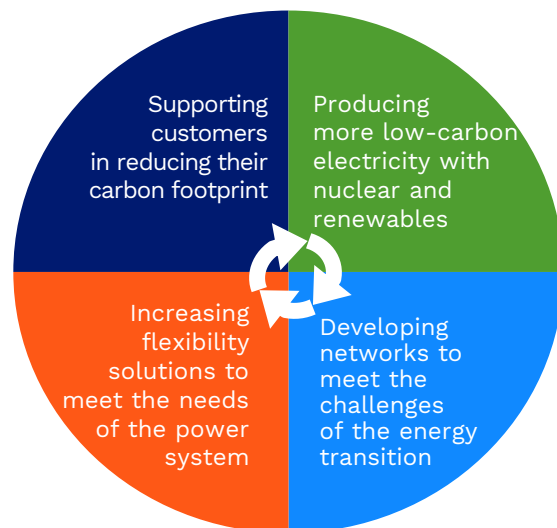 Supporting
customers
in reducing their
carbon footprint
Producing
more low-carbon
electricity with
nuclear and
renewables
Increasing
flexibility
solutions to
meet the needs
of the power
system
Developing
networks to
meet the
challenges
of the energy
transition